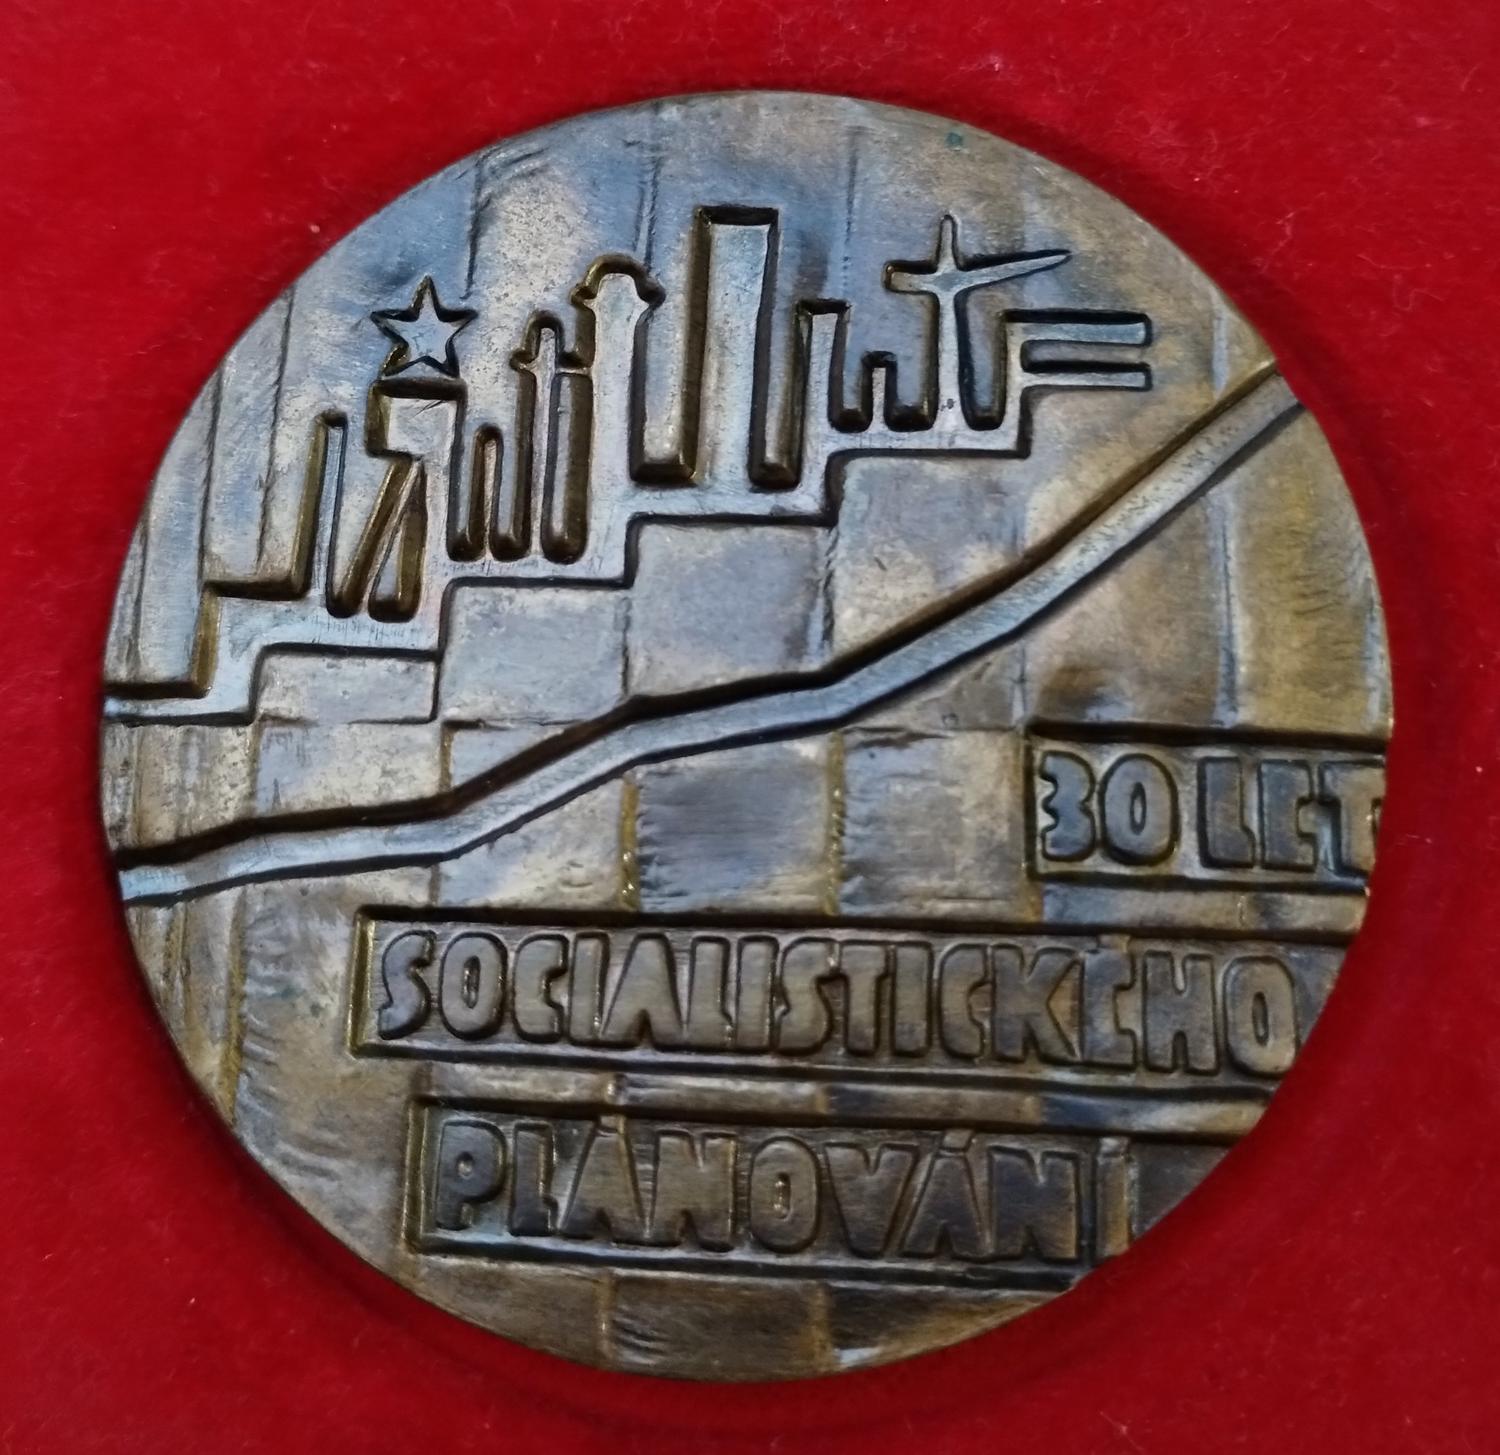 30 LET
SOCIALISTICKÉHO
PLÁNOVÁNÍ